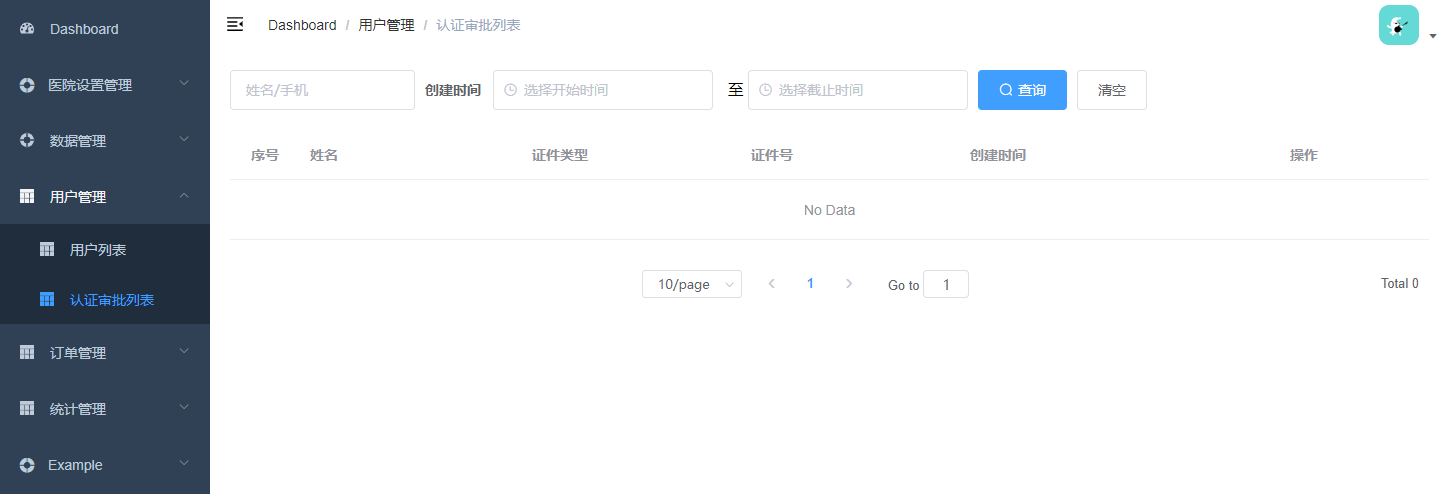 Dashboard
医院设置管理
数据管理
用户管理
用户列表
认证审批列表
订单管理
统计管理
Example
Dashboard / 用户管理 / 认证审批列表
姓名/手机 创建时间 选择开始时间 至 选择截止时间 查询 清空
序号 姓名 证件类型 证件号 创建时间 操作
No Data
10/page 1 Go to 1 Total 0